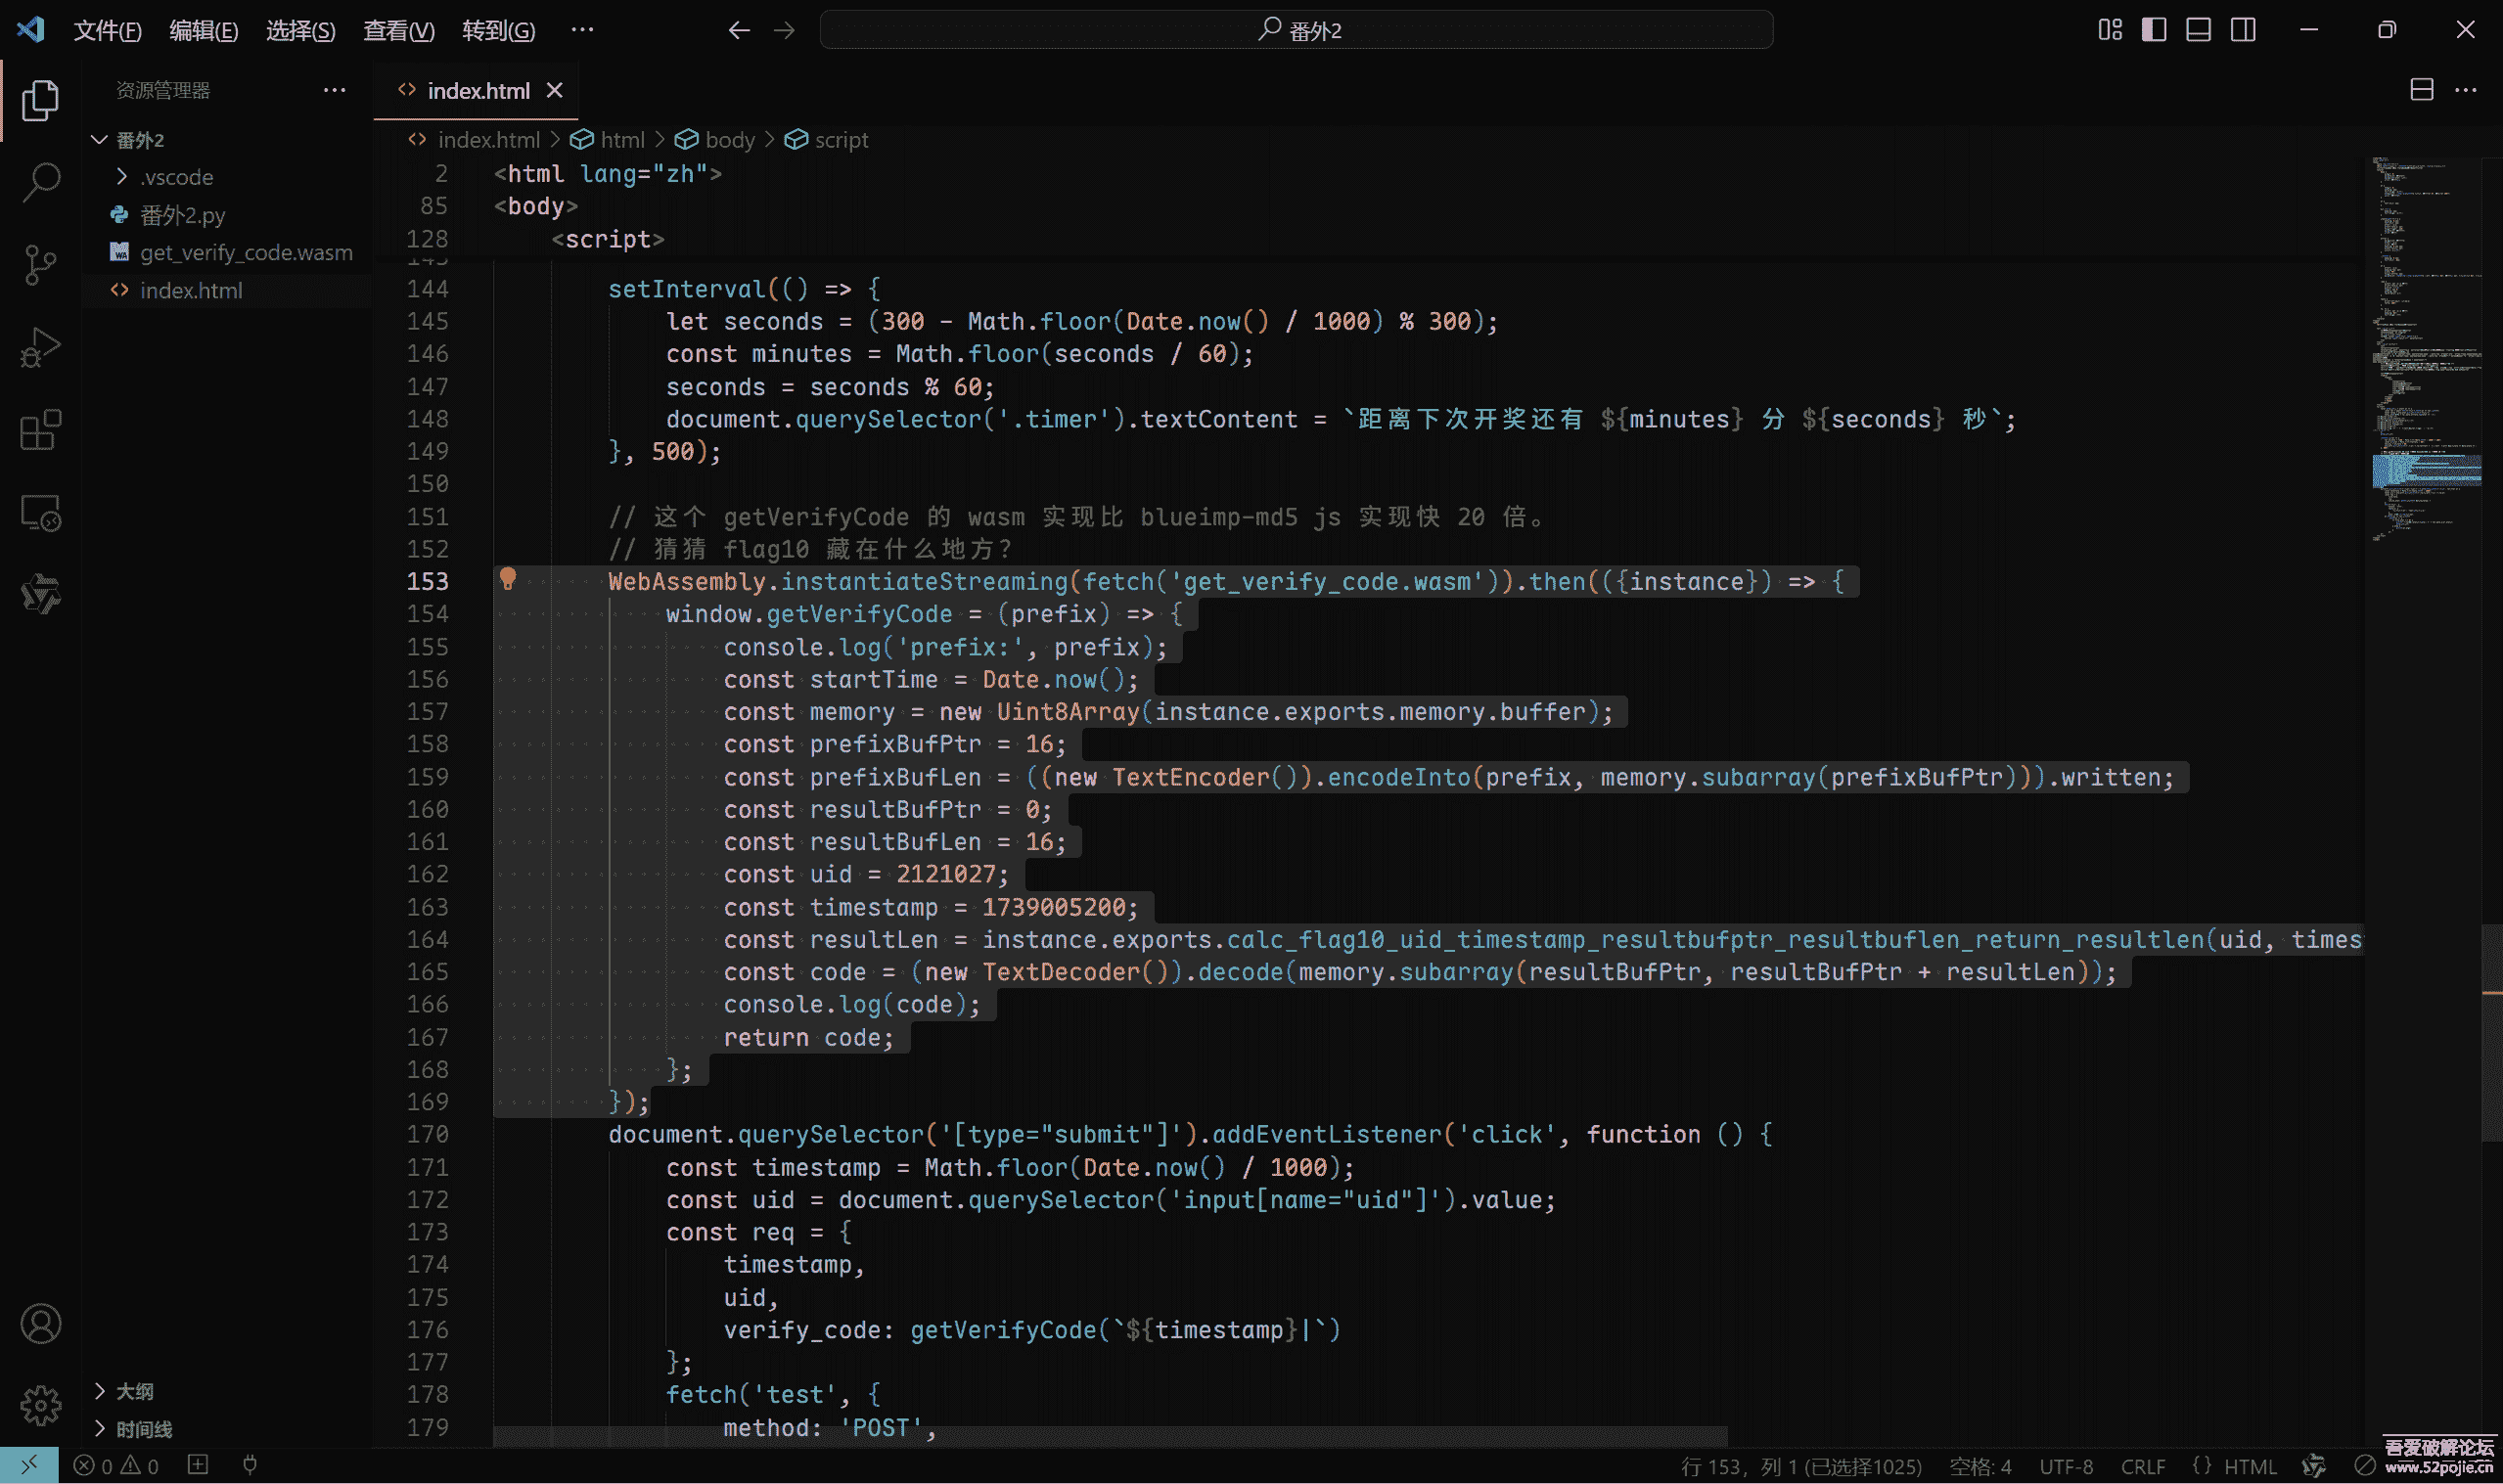 文件(F) 编辑(E) 选择(S) 查看(V) 转到(G) ··· 番外2
资源管理器 ···
番外2
.vscode
番外2.py
get_verify_code.wasm
index.html
index.html
index.html > html > body > script
2 <html lang="zh">
85 <body>
128 <script>
144 setInterval(() => {
145 let seconds = (300 - Math.floor(Date.now() / 1000) % 300);
146 const minutes = Math.floor(seconds / 60);
147 seconds = seconds % 60;
148 document.querySelector('.timer').textContent = `距离下次开奖还有 ${minutes} 分 ${seconds} 秒`;
149 }, 500);
150
151 // 这个 getVerifyCode 的 wasm 实现比 blueimp-md5 js 实现快 20 倍。
152 // 猜猜 flag10 藏在什么地方？
153 WebAssembly.instantiateStreaming(fetch('get_verify_code.wasm')).then(({instance}) => {
154 window.getVerifyCode = (prefix) => {
155 console.log('prefix:', prefix);
156 const startTime = Date.now();
157 const memory = new Uint8Array(instance.exports.memory.buffer);
158 const prefixBufPtr = 16;
159 const prefixBufLen = ((new TextEncoder()).encodeInto(prefix, memory.subarray(prefixBufPtr))).written;
160 const resultBufPtr = 0;
161 const resultBufLen = 16;
162 const uid = 2121027;
163 const timestamp = 1739005200;
164 const resultLen = instance.exports.calc_flag10_uid_timestamp_resultbufptr_resultbuflen_return_resultlen(uid, times
165 const code = (new TextDecoder()).decode(memory.subarray(resultBufPtr, resultBufPtr + resultLen));
166 console.log(code);
167 return code;
168 };
169 });
170 document.querySelector('[type="submit"]').addEventListener('click', function () {
171 const timestamp = Math.floor(Date.now() / 1000);
172 const uid = document.querySelector('input[name="uid"]').value;
173 const req = {
174 timestamp,
175 uid,
176 verify_code: getVerifyCode(`${timestamp}|`)
177 };
178 fetch('test', {
179 method: 'POST',
大纲
时间线
0 0 行 153，列 1 (已选择1025) 空格: 4 UTF-8 CRLF {} HTML
吾爱破解论坛
www.52pojie.cn